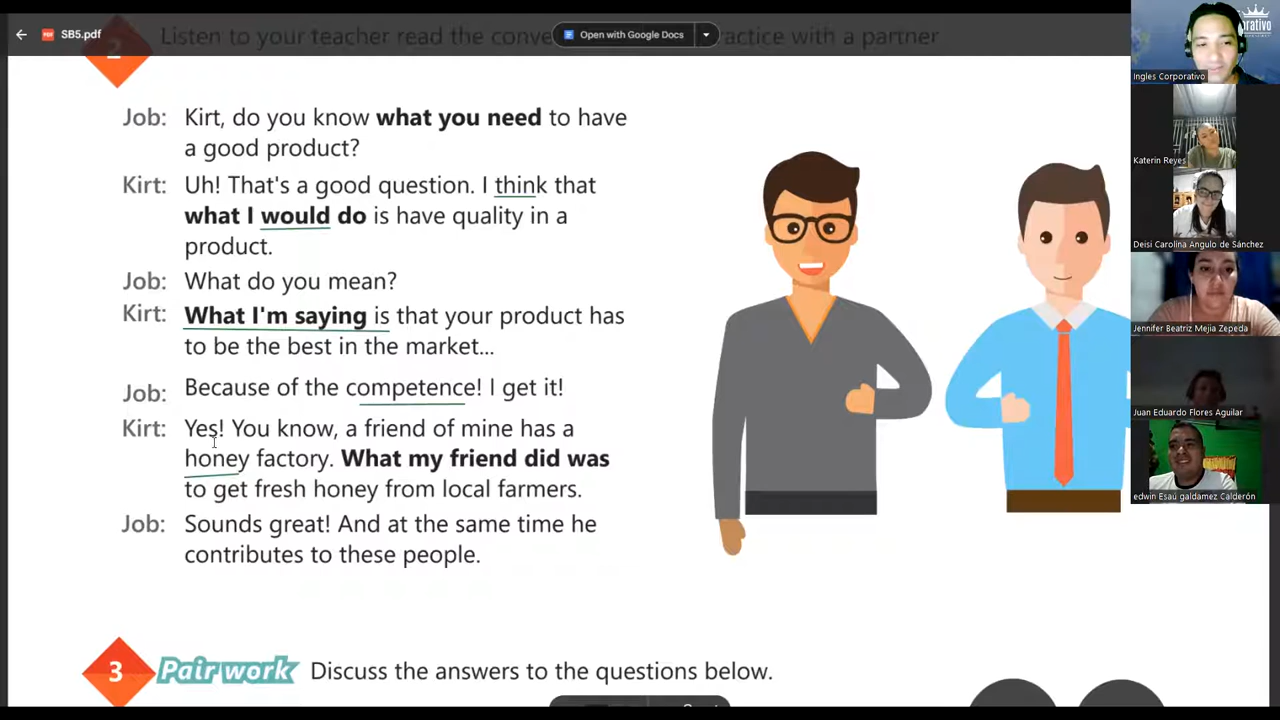 SB5.pdf
Open with Google Docs
2 Listen to your teacher read the conv
actice with a partner
Job: Kirt, do you know what you need to have
a good product?
Kirt: Uh! That's a good question. I think that
what I would do is have quality in a
product.
Job: What do you mean?
Kirt: What I'm saying is that your product has
to be the best in the market...
Job: Because of the competence! I get it!
Kirt: Yes! You know, a friend of mine has a
honey factory. What my friend did was
to get fresh honey from local farmers.
Job: Sounds great! And at the same time he
contributes to these people.
3 Pair work Discuss the answers to the questions below.
orativo
Ingles Corporativo
Katerin Reyes
Deisi Carolina Angulo de Sánchez
Jennifer Beatriz Mejia Zepeda
Juan Eduardo Flores Aguilar
edwin Esaú galdamez Calderón